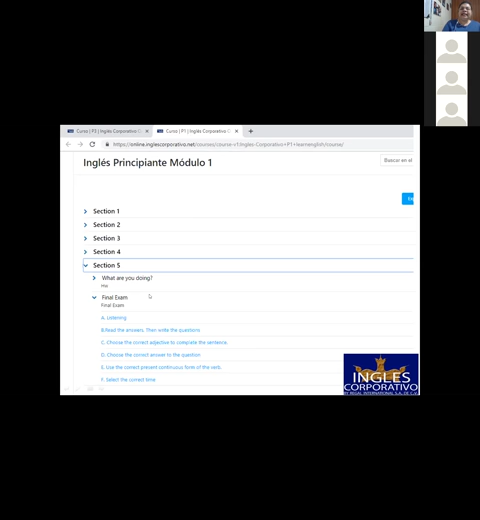 Curso | P3 | Inglés Corporativo C
Curso | P1 | Inglés Corporativo C
https://online.inglescorporativo.net/courses/course-v1:Ingles-Corporativo+P1+learnenglish/course/
Inglés Principiante Módulo 1
Buscar en el
Section 1
Section 2
Section 3
Section 4
Section 5
What are you doing?
Final Exam
Final Exam
A. Listening
B.Read the answers. Then write the questions
C. Choose the correct adjective to complete the sentence.
D. Choose the correct answer to the question
E. Use the correct present continuous form of the verb.
F. Select the correct time
INGLES
CORPORATIVO